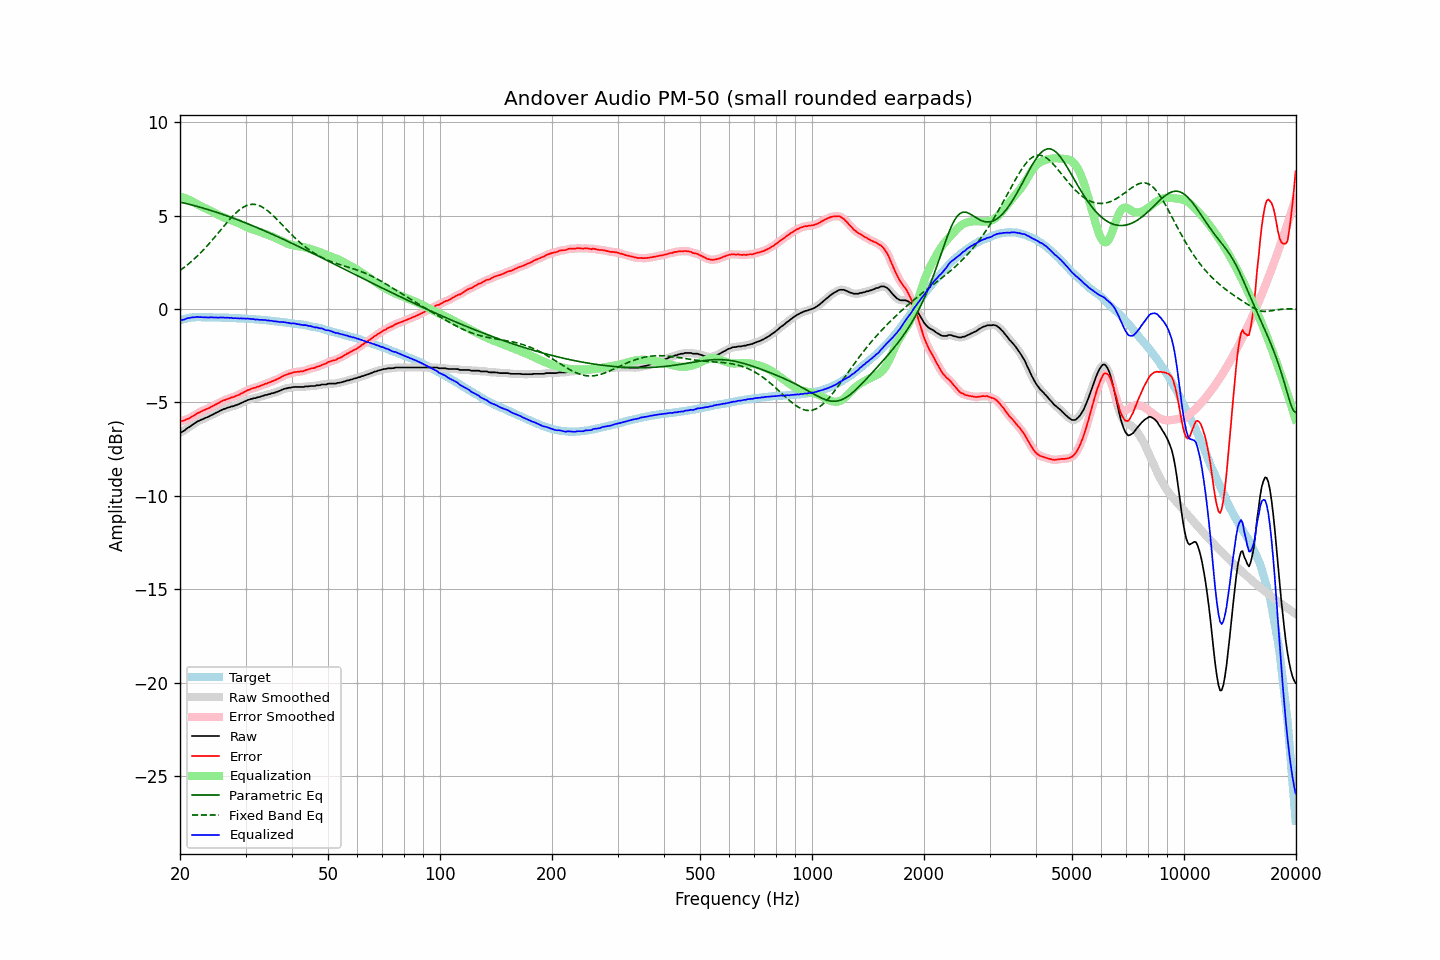 Andover Audio PM-50 (small rounded earpads)
10
5
0
−5
−10
−15
−20
−25
Amplitude (dBr)
Target
Raw Smoothed
Error Smoothed
Raw
Error
Equalization
Parametric Eq
Fixed Band Eq
Equalized
20 50 100 200 500 1000 2000 5000 10000 20000
Frequency (Hz)